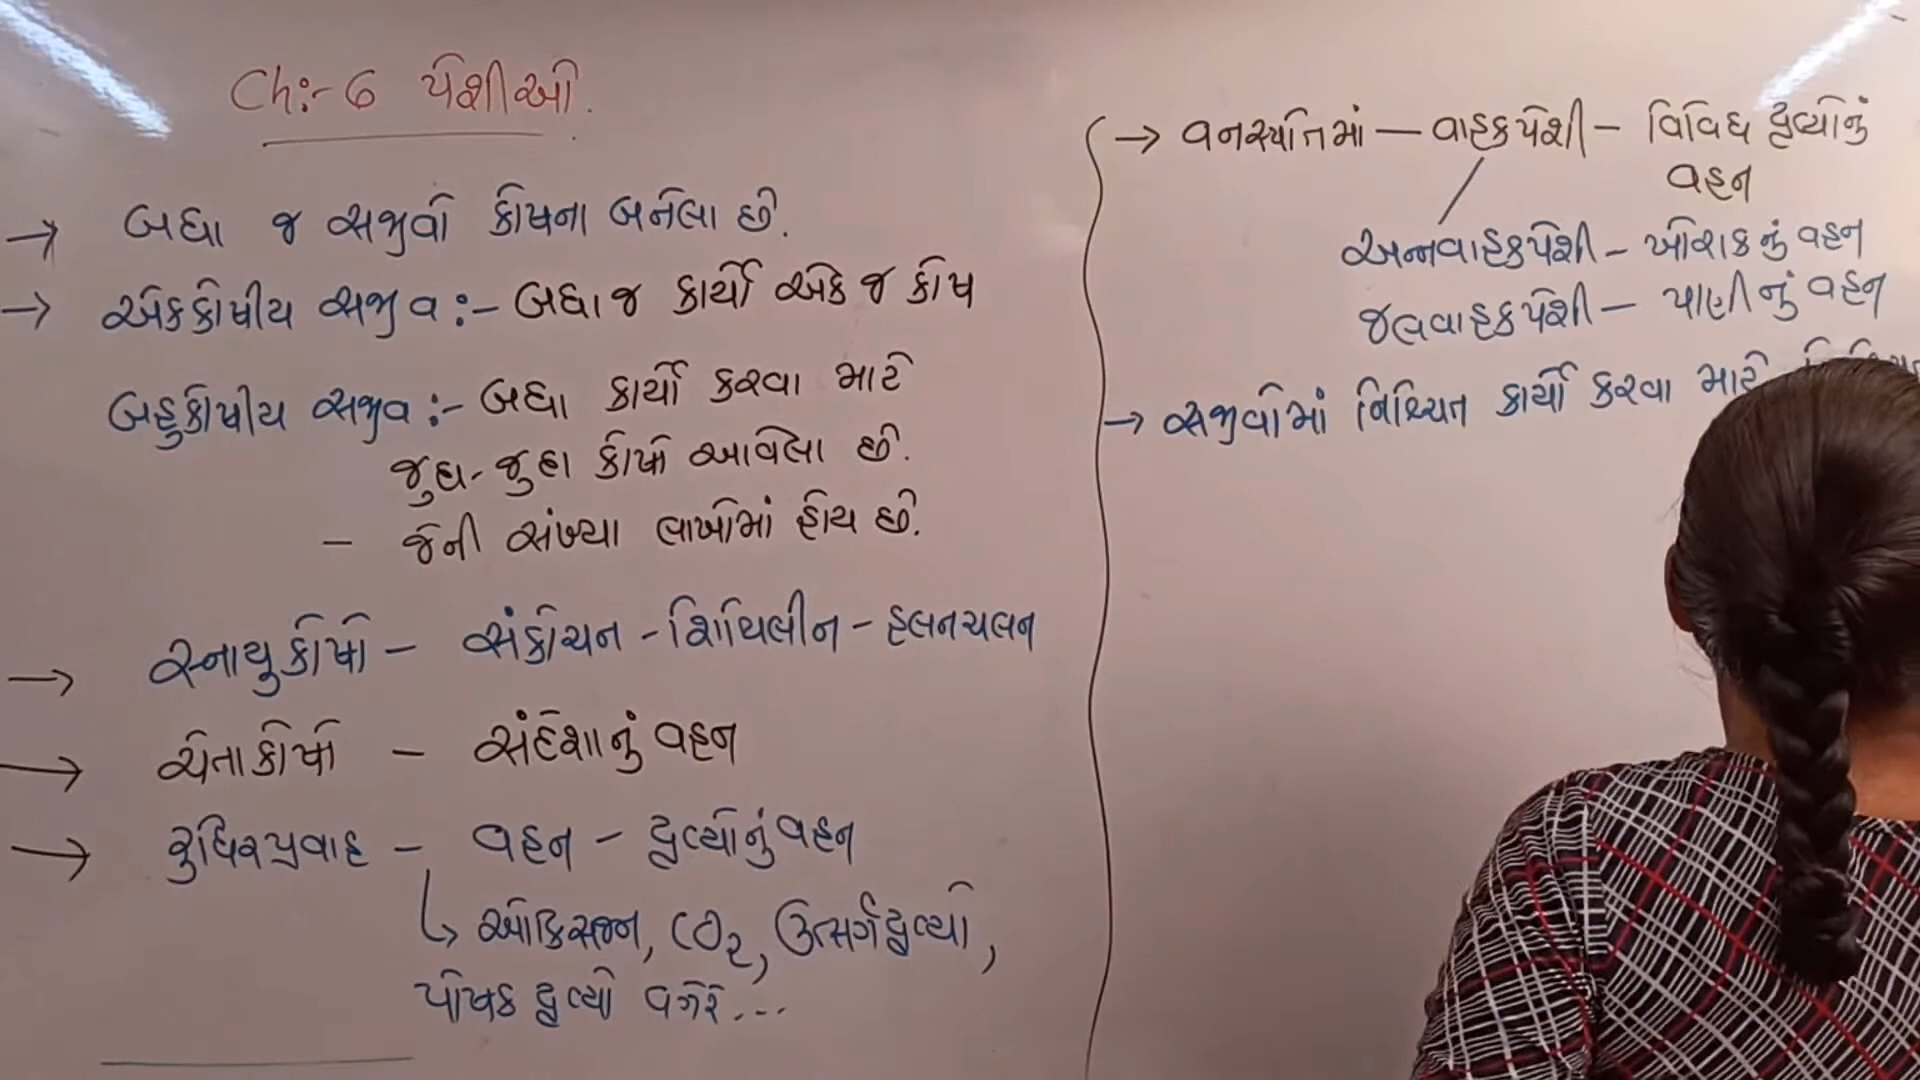 Ch:- 6 પેશીઓ.
→ બધા જ સજીવો કોષના બનેલા છે.
→ એકકોષીય સજીવ :- બધા જ કાર્યો એક જ કોષ
બહુકોષીય સજીવ :- બધા કાર્યો કરવા માટે
જુદા-જુદા કોષો આવેલા છે.
- જેની સંખ્યા લાખોમાં હોય છે.
→ સ્નાયુકોષો - સંકોચન - શિથિલીન - હલનચલન
→ ચેતાકોષો - સંદેશાનું વહન
→ રુધિરપ્રવાહ - વહન - દ્રવ્યોનું વહન
↳ ઓક્સિજન, CO2, ઉત્સર્ગદ્રવ્યો,
પોષક દ્રવ્યો વગેરે...
→ વનસ્પતિમાં — વાહકપેશી - વિવિધ દ્રવ્યોનું
વહન
અન્નવાહકપેશી - ખોરાકનું વહન
જલવાહકપેશી - પાણીનું વહન
→ સજીવોમાં નિશ્ચિત કાર્યો કરવા માટે